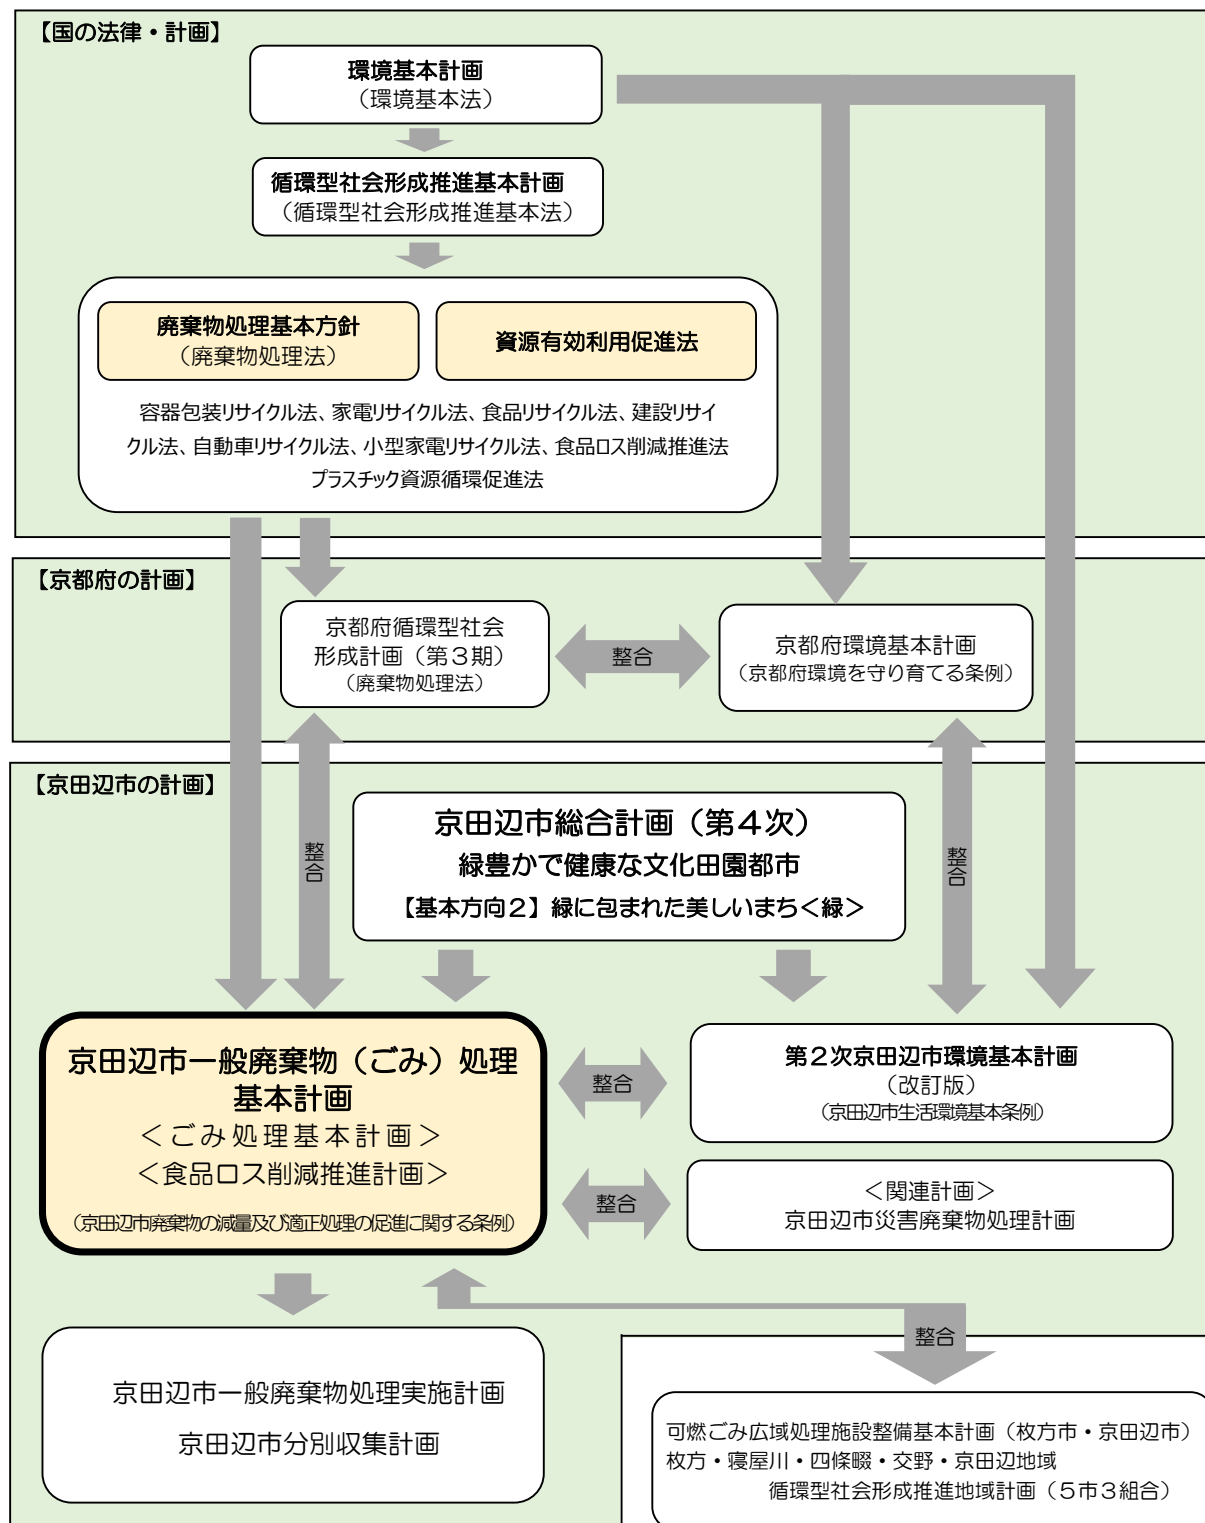 【国の法律・計画】
環境基本計画
（環境基本法）
循環型社会形成推進基本計画
（循環型社会形成推進基本法）
廃棄物処理基本方針
（廃棄物処理法）
資源有効利用促進法
容器包装リサイクル法、家電リサイクル法、食品リサイクル法、建設リサイ
クル法、自動車リサイクル法、小型家電リサイクル法、食品ロス削減推進法
プラスチック資源循環促進法
【京都府の計画】
京都府循環型社会
形成計画（第３期）
（廃棄物処理法）
整合
京都府環境基本計画
（京都府環境を守り育てる条例）
【京田辺市の計画】
整合
京田辺市総合計画（第４次）
緑豊かで健康な文化田園都市
【基本方向２】緑に包まれた美しいまち＜緑＞
整合
京田辺市一般廃棄物（ごみ）処理
基本計画
＜ごみ処理基本計画＞
＜食品ロス削減推進計画＞
（京田辺市廃棄物の減量及び適正処理の促進に関する条例）
整合
第２次京田辺市環境基本計画
（改訂版）
（京田辺市生活環境基本条例）
整合
＜関連計画＞
京田辺市災害廃棄物処理計画
整合
京田辺市一般廃棄物処理実施計画
京田辺市分別収集計画
可燃ごみ広域処理施設整備基本計画（枚方市・京田辺市）
枚方・寝屋川・四條畷・交野・京田辺地域
循環型社会形成推進地域計画（５市３組合）